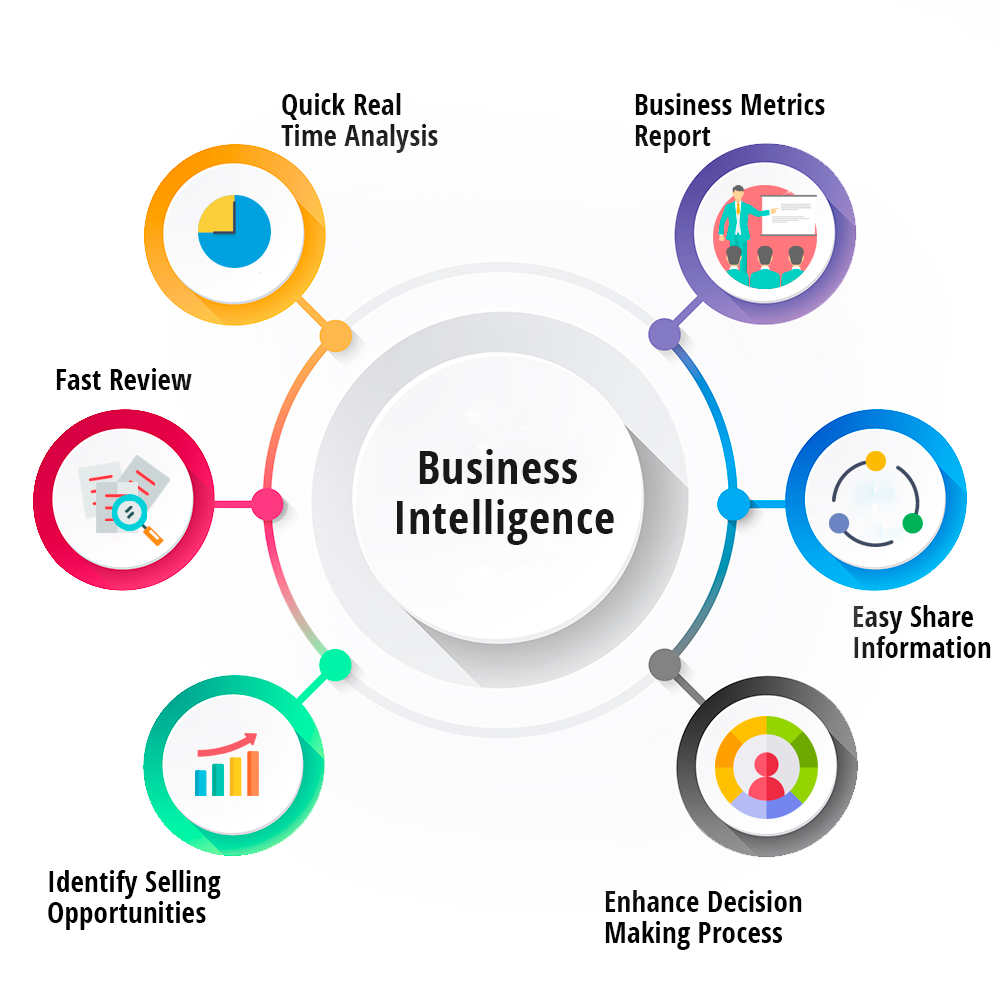 Quick Real
Time Analysis
Business Metrics
Report
Fast Review
Business
Intelligence
Easy Share
Information
Identify Selling
Opportunities
Enhance Decision
Making Process